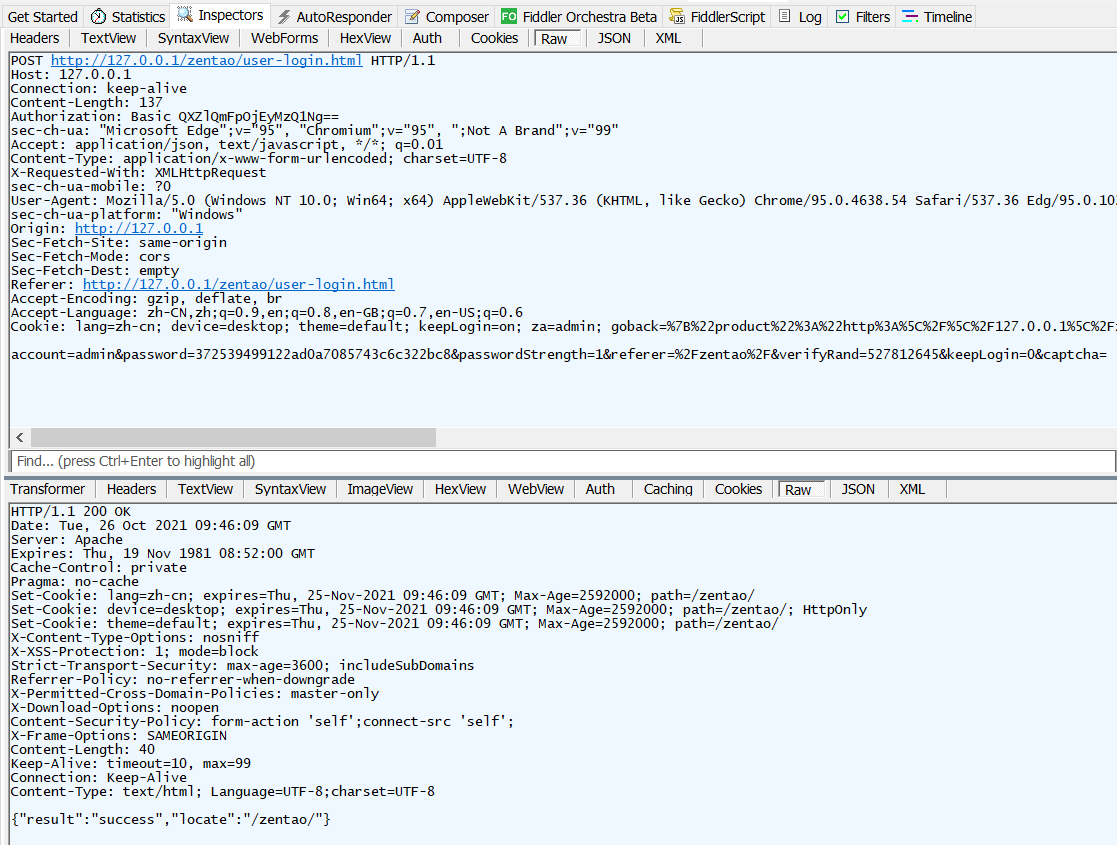 Get Started Statistics Inspectors AutoResponder Composer FO Fiddler Orchestra Beta FiddlerScript Log Filters Timeline
Headers TextView SyntaxView WebForms HexView Auth Cookies Raw JSON XML
POST http://127.0.0.1/zentao/user-login.html HTTP/1.1
Host: 127.0.0.1
Connection: keep-alive
Content-Length: 137
Authorization: Basic QXZlQmFpOjEyMzQ1Ng==
sec-ch-ua: "Microsoft Edge";v="95", "Chromium";v="95", ";Not A Brand";v="99"
Accept: application/json, text/javascript, */*; q=0.01
Content-Type: application/x-www-form-urlencoded; charset=UTF-8
X-Requested-With: XMLHttpRequest
sec-ch-ua-mobile: ?0
User-Agent: Mozilla/5.0 (Windows NT 10.0; Win64; x64) AppleWebKit/537.36 (KHTML, like Gecko) Chrome/95.0.4638.54 Safari/537.36 Edg/95.0.10
sec-ch-ua-platform: "Windows"
Origin: http://127.0.0.1
Sec-Fetch-Site: same-origin
Sec-Fetch-Mode: cors
Sec-Fetch-Dest: empty
Referer: http://127.0.0.1/zentao/user-login.html
Accept-Encoding: gzip, deflate, br
Accept-Language: zh-CN,zh;q=0.9,en;q=0.8,en-GB;q=0.7,en-US;q=0.6
Cookie: lang=zh-cn; device=desktop; theme=default; keepLogin=on; za=admin; goback=%7B%22product%22%3A%22http%3A%5C%2F%5C%2F127.0.0.1%5C%2Fz
account=admin&password=372539499122ad0a7085743c6c322bc8&passwordStrength=1&referer=%2Fzentao%2F&verifyRand=527812645&keepLogin=0&captcha=
Find... (press Ctrl+Enter to highlight all)
Transformer Headers TextView SyntaxView ImageView HexView WebView Auth Caching Cookies Raw JSON XML
HTTP/1.1 200 OK
Date: Tue, 26 Oct 2021 09:46:09 GMT
Server: Apache
Expires: Thu, 19 Nov 1981 08:52:00 GMT
Cache-Control: private
Pragma: no-cache
Set-Cookie: lang=zh-cn; expires=Thu, 25-Nov-2021 09:46:09 GMT; Max-Age=2592000; path=/zentao/
Set-Cookie: device=desktop; expires=Thu, 25-Nov-2021 09:46:09 GMT; Max-Age=2592000; path=/zentao/; HttpOnly
Set-Cookie: theme=default; expires=Thu, 25-Nov-2021 09:46:09 GMT; Max-Age=2592000; path=/zentao/
X-Content-Type-Options: nosniff
X-XSS-Protection: 1; mode=block
Strict-Transport-Security: max-age=3600; includeSubDomains
Referrer-Policy: no-referrer-when-downgrade
X-Permitted-Cross-Domain-Policies: master-only
X-Download-Options: noopen
Content-Security-Policy: form-action 'self';connect-src 'self';
X-Frame-Options: SAMEORIGIN
Content-Length: 40
Keep-Alive: timeout=10, max=99
Connection: Keep-Alive
Content-Type: text/html; Language=UTF-8;charset=UTF-8
{"result":"success","locate":"/zentao/"}